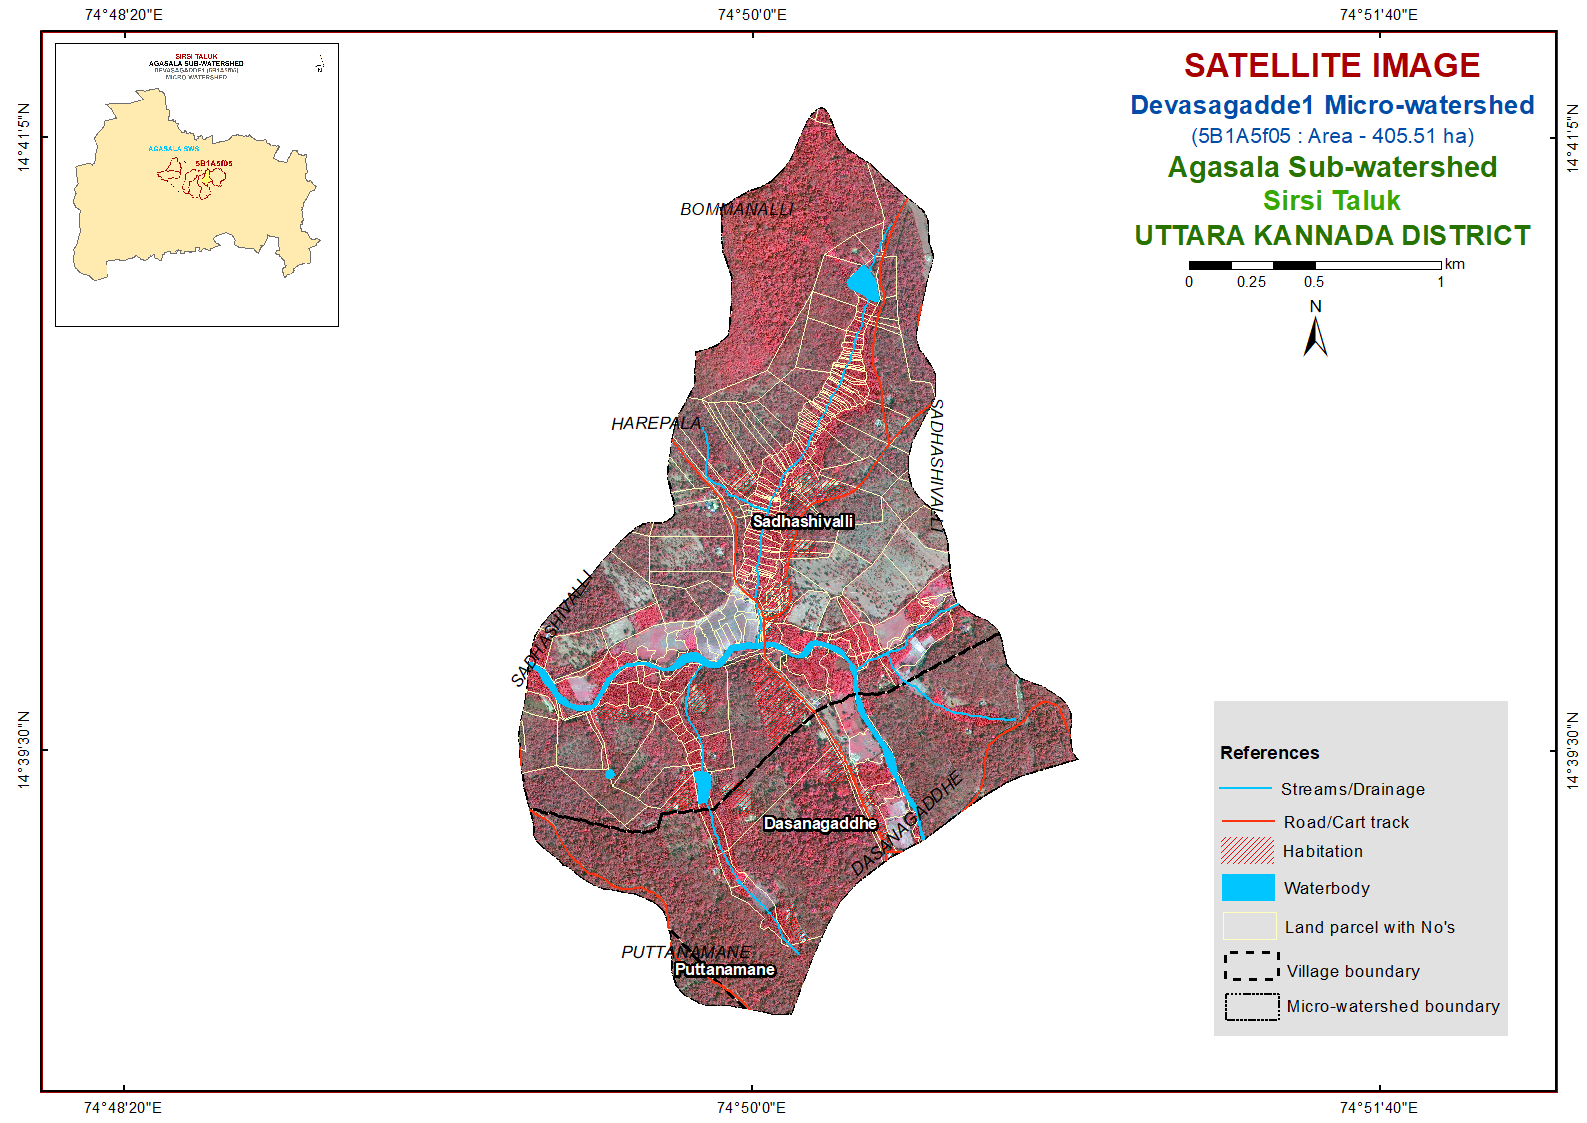 74°48'20"E 74°50'0"E 74°51'40"E
SIRSI TALUK
AGASALA SUB-WATERSHED
DEVASAGADDE1 (5B1A5f05)
MICRO WATERSHED
N
AGASALA SWS
5B1A5f05
SATELLITE IMAGE
Devasagadde1 Micro-watershed
(5B1A5f05 : Area - 405.51 ha)
Agasala Sub-watershed
Sirsi Taluk
UTTARA KANNADA DISTRICT
km
0 0.25 0.5 1
N
14°41'5"N
14°41'5"N
BOMMANALLI
HAREPALA
SADHASHIVALLI
Sadhashivalli
SADHASHIVALLI
14°39'30"N
14°39'30"N
Dasanagaddhe
DASANAGADDHE
PUTTANAMANE
Puttanamane
References
Streams/Drainage
Road/Cart track
Habitation
Waterbody
Land parcel with No's
Village boundary
Micro-watershed boundary
74°48'20"E 74°50'0"E 74°51'40"E